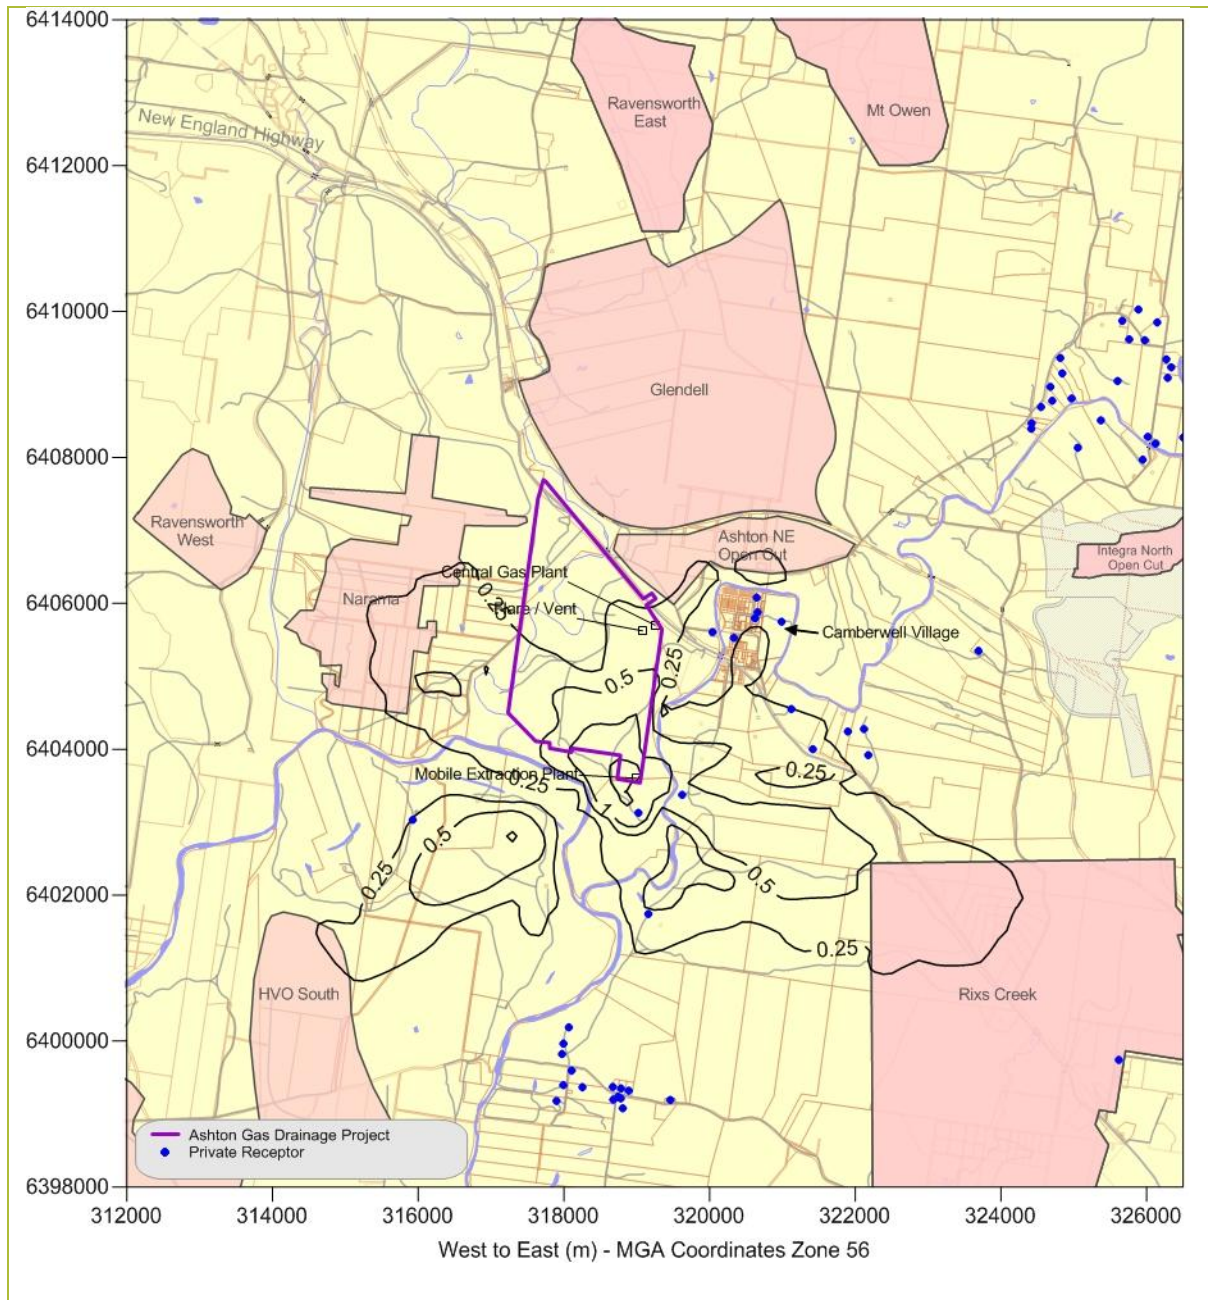 6414000
6412000
6410000
6408000
6406000
6404000
6402000
6400000
6398000
New England Highway
Ravensworth
East
Mt Owen
Glendell
Ravensworth
West
Narama
Ashton NE
Open Cut
Integra North
Open Cut
Central Gas Plant
Flare / Vent
Camberwell Village
Mobile Extraction Plant
0.25
0.25
0.5
0.25
0.25
1
0.5
0.25
0.5
0.25
HVO South
Rixs Creek
Ashton Gas Drainage Project
Private Receptor
312000
314000
316000
318000
320000
322000
324000
326000
West to East (m) - MGA Coordinates Zone 56